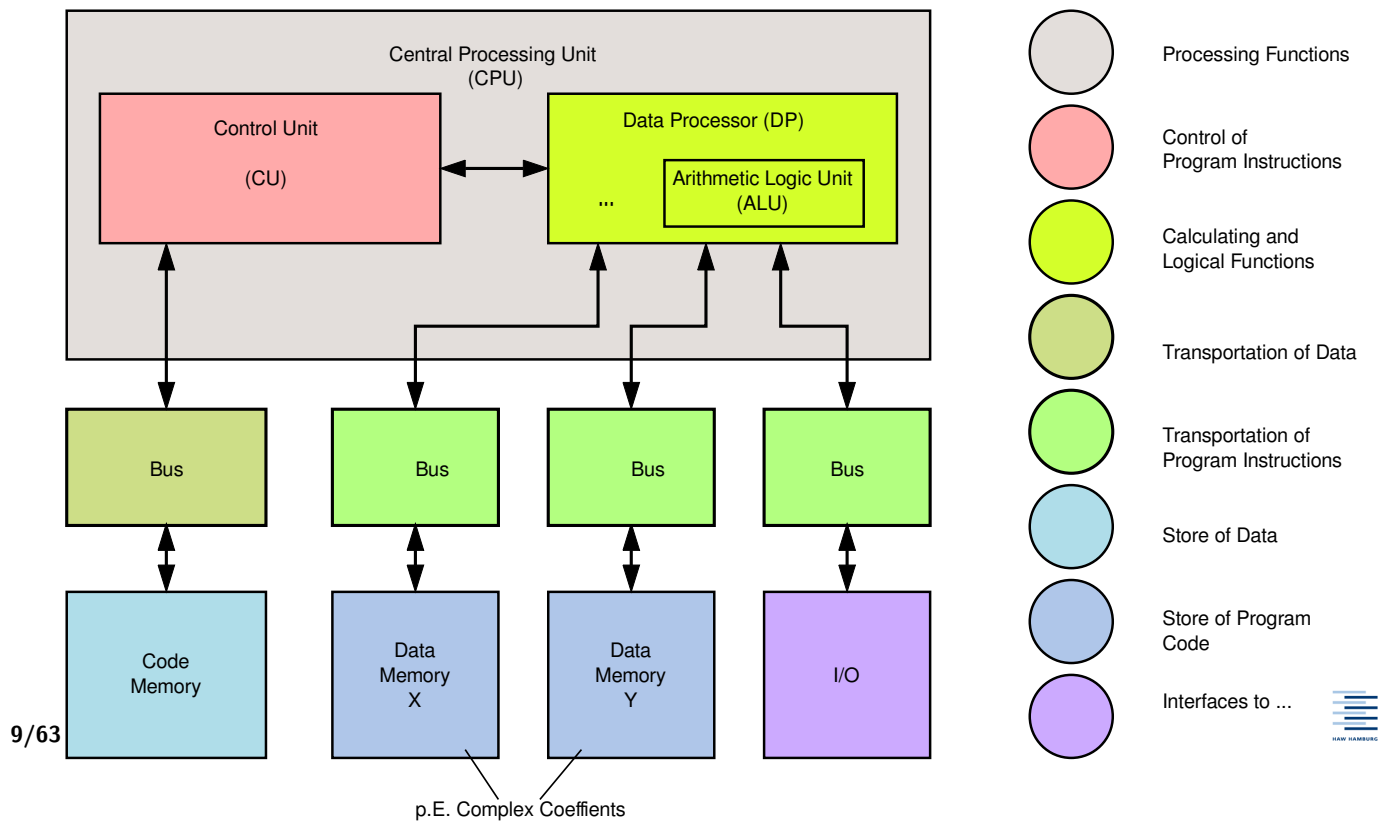 Central Processing Unit
(CPU)
Control Unit
(CU)
Data Processor (DP)
Arithmetic Logic Unit
(ALU)
...
Bus
Bus
Bus
Bus
Code
Memory
Data
Memory
X
Data
Memory
Y
I/O
p.E. Complex Coeffients
9/63
Processing Functions
Control of
Program Instructions
Calculating and
Logical Functions
Transportation of Data
Transportation of
Program Instructions
Store of Data
Store of Program
Code
Interfaces to ...
HAW HAMBURG